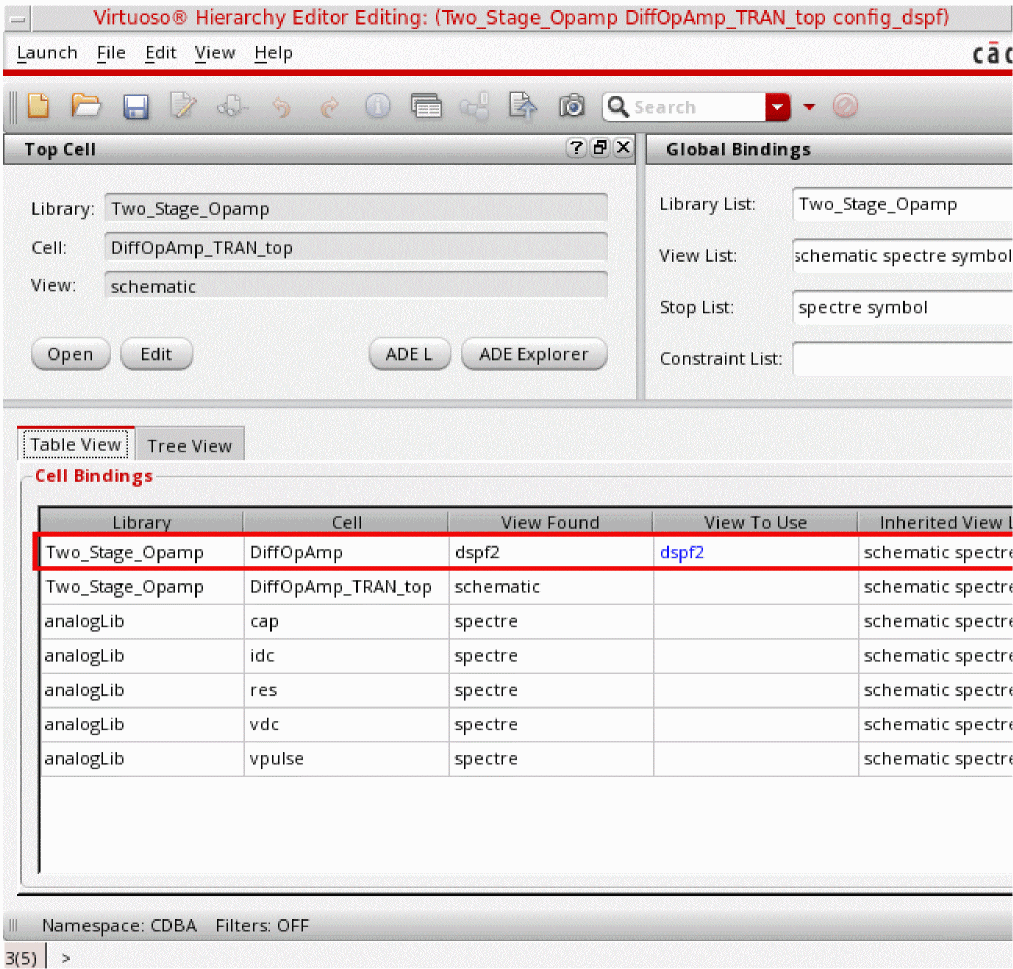 Virtuoso® Hierarchy Editor Editing: (Two_Stage_Opamp DiffOpAmp_TRAN_top config_dspf)
Launch File Edit View Help
Search
Top Cell
Library: Two_Stage_Opamp
Cell: DiffOpAmp_TRAN_top
View: schematic
Open Edit ADE L ADE Explorer
Global Bindings
Library List: Two_Stage_Opamp
View List: schematic spectre symbol
Stop List: spectre symbol
Constraint List:
Table View Tree View
Cell Bindings
Library Cell View Found View To Use Inherited View
Two_Stage_Opamp DiffOpAmp dspf2 dspf2 schematic spectre
Two_Stage_Opamp DiffOpAmp_TRAN_top schematic schematic spectre
analogLib cap spectre schematic spectre
analogLib idc spectre schematic spectre
analogLib res spectre schematic spectre
analogLib vdc spectre schematic spectre
analogLib vpulse spectre schematic spectre
Namespace: CDBA Filters: OFF
3(5) >